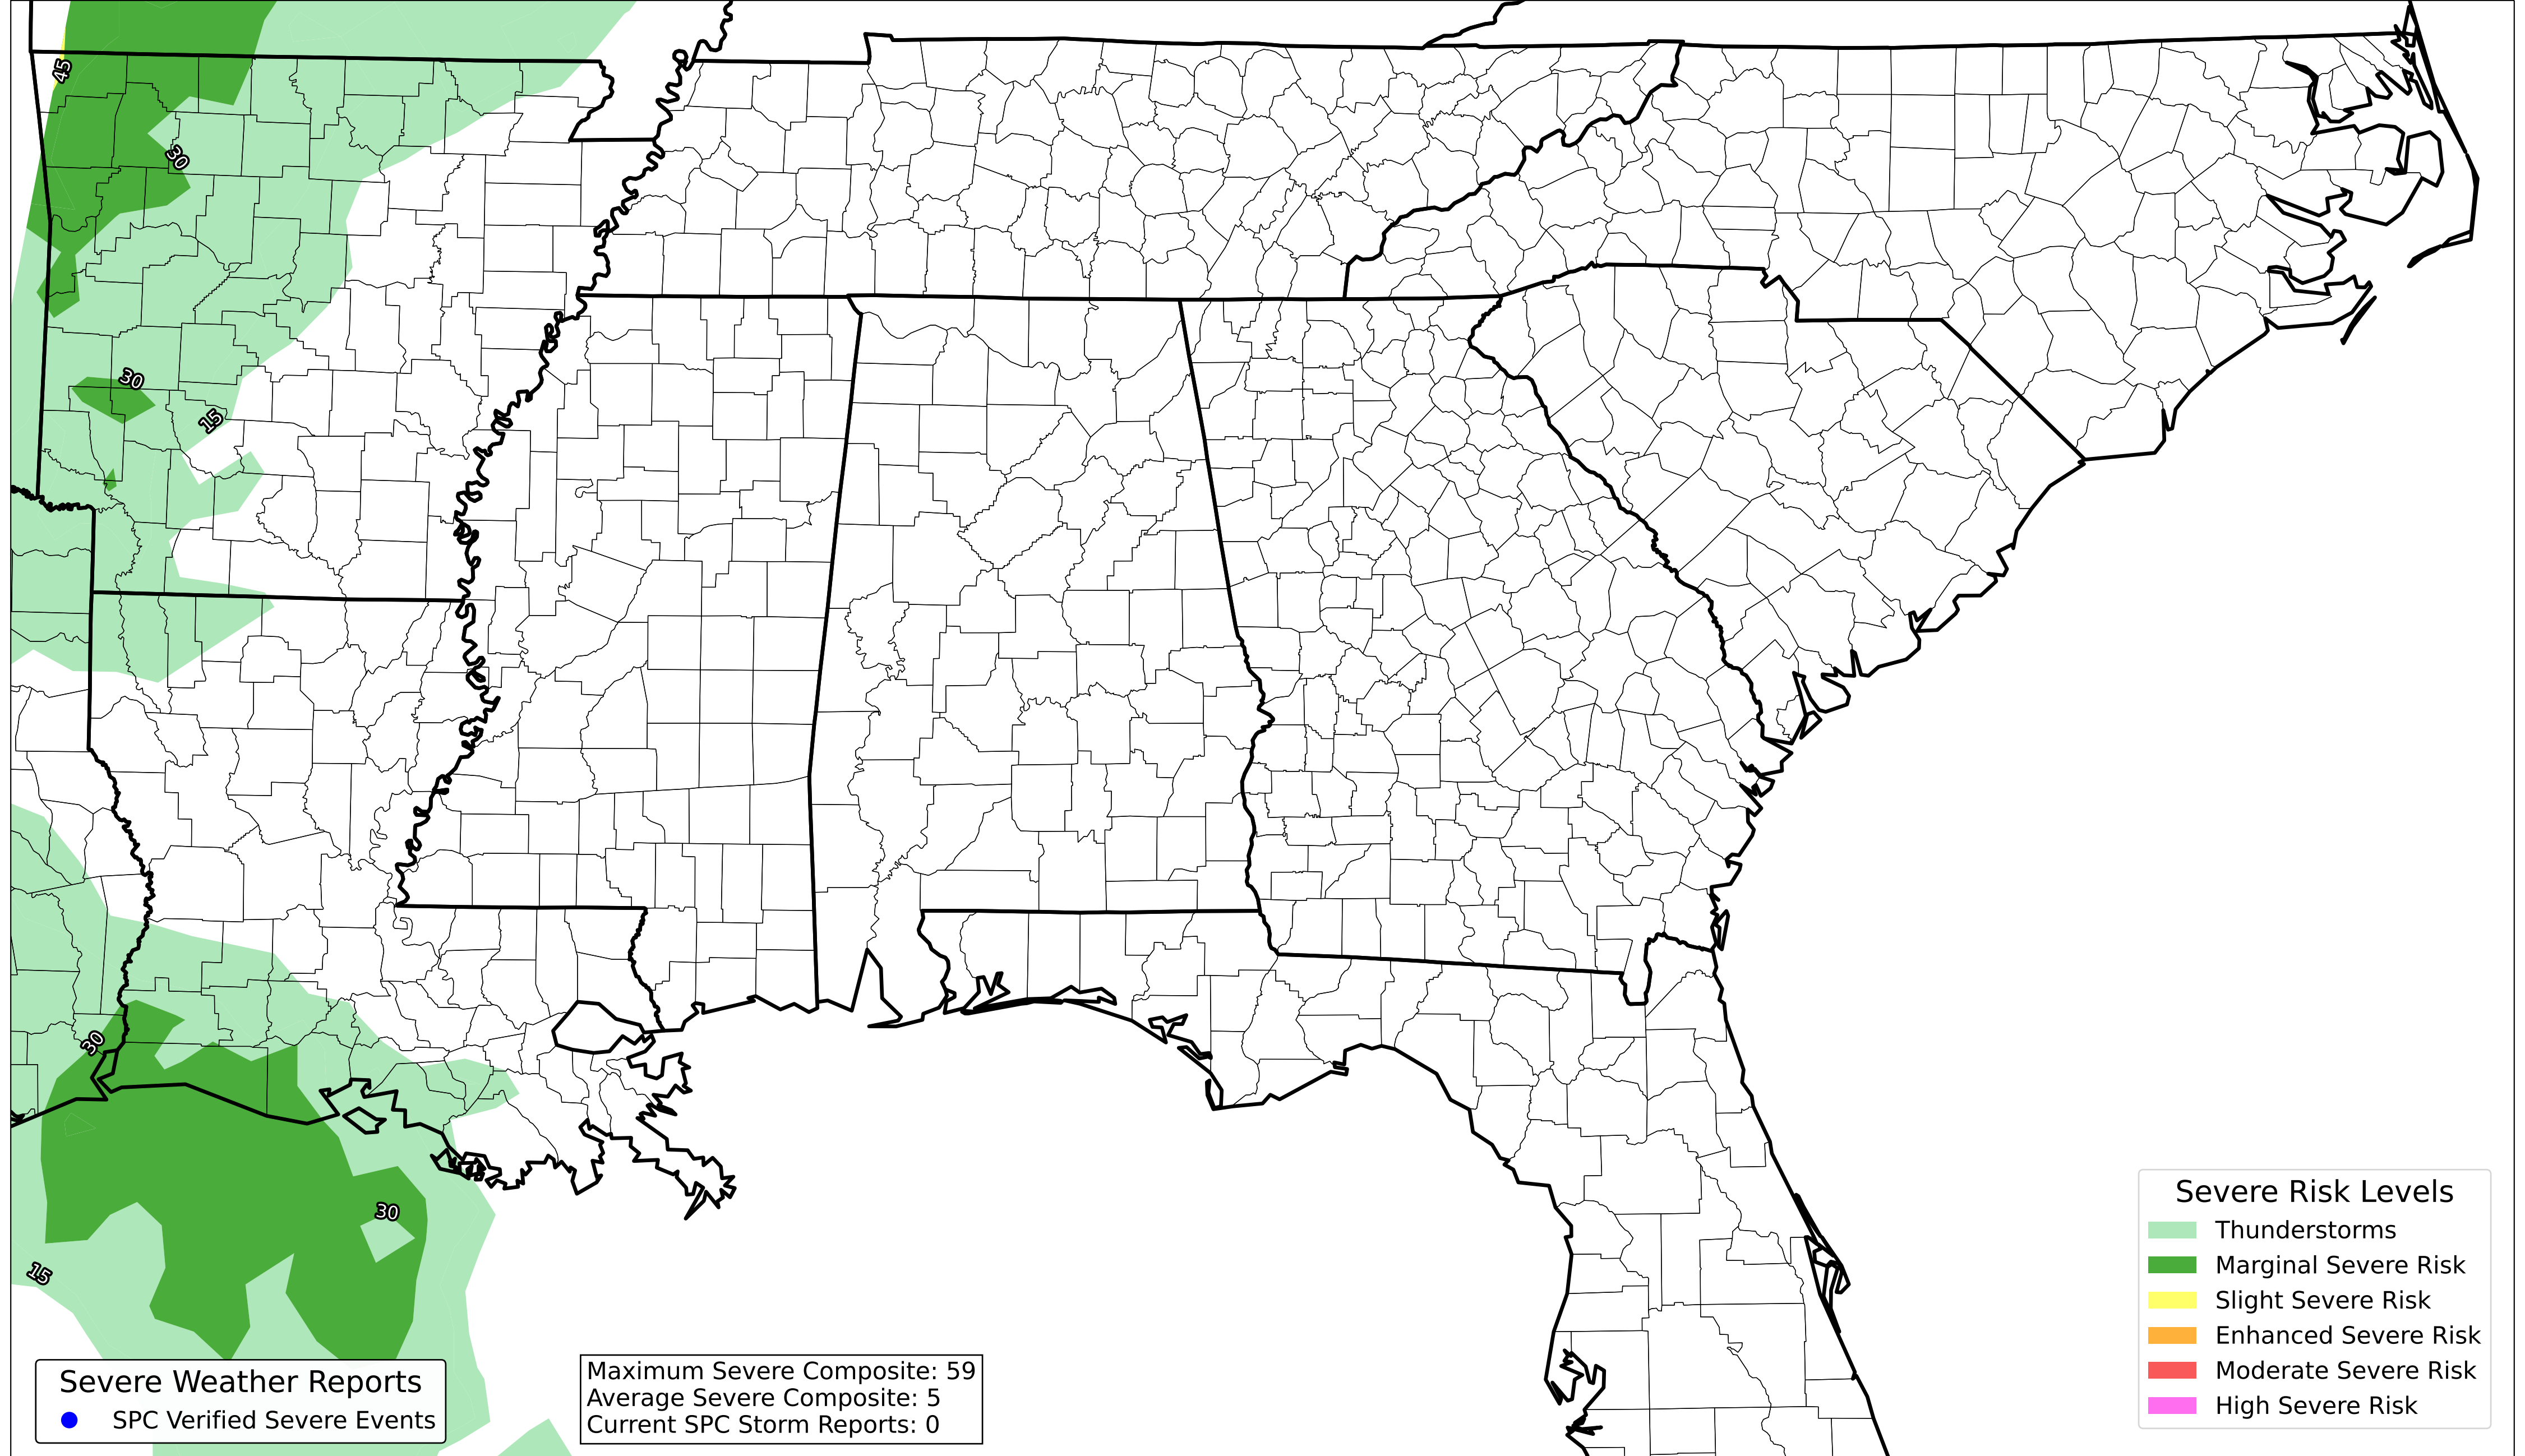 45
30
30
15
30
30
15
Severe Weather Reports
SPC Verified Severe Events
Maximum Severe Composite: 59
Average Severe Composite: 5
Current SPC Storm Reports: 0
Severe Risk Levels
Thunderstorms
Marginal Severe Risk
Slight Severe Risk
Enhanced Severe Risk
Moderate Severe Risk
High Severe Risk